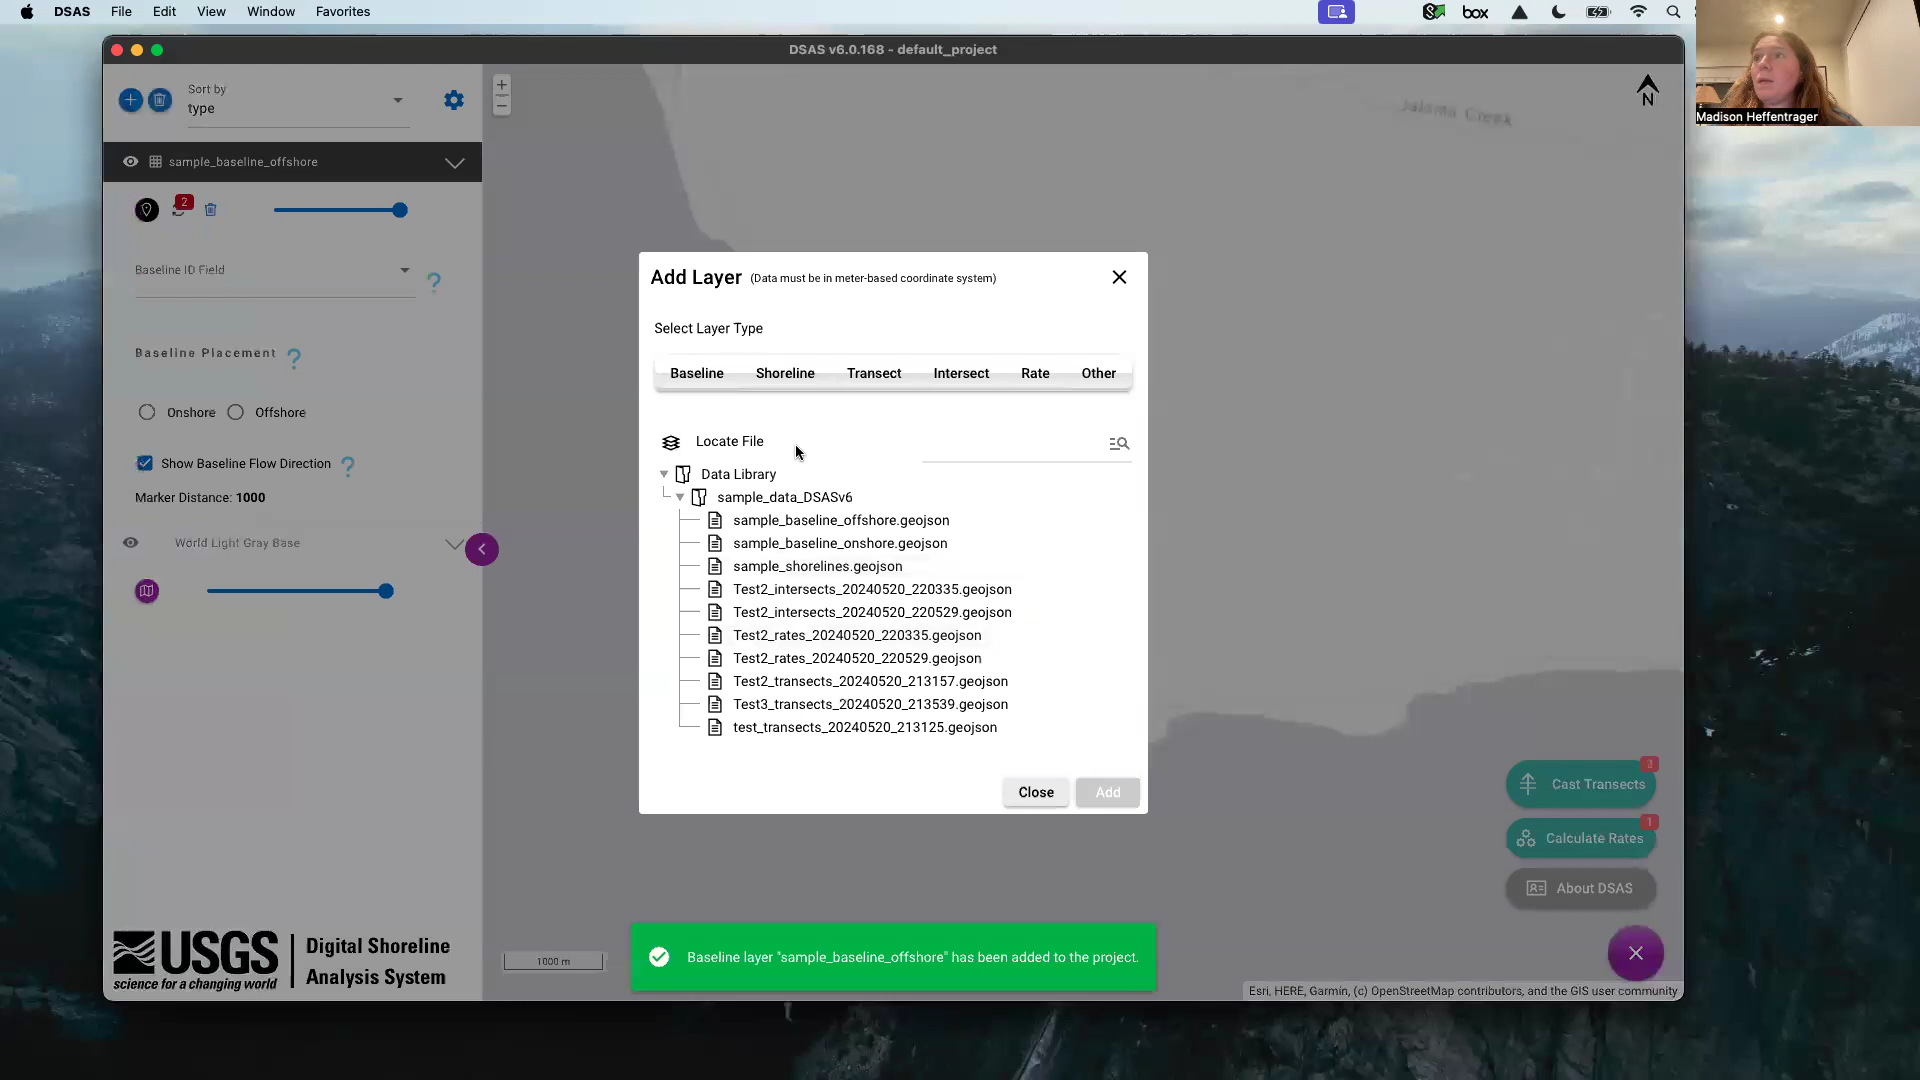 DSAS File Edit View Window Favorites
box
Madison Heffentrager
DSAS v6.0.168 - default_project
Sort by
type
sample_baseline_offshore
2
Baseline ID Field
?
Baseline Placement ?
Onshore Offshore
Show Baseline Flow Direction ?
Marker Distance: 1000
World Light Gray Base
USGS
science for a changing world
Digital Shoreline
Analysis System
+
−
Jalama Creek
N
Add Layer (Data must be in meter-based coordinate system)
Select Layer Type
Baseline Shoreline Transect Intersect Rate Other
Locate File
Data Library
sample_data_DSASv6
sample_baseline_offshore.geojson
sample_baseline_onshore.geojson
sample_shorelines.geojson
Test2_intersects_20240520_220335.geojson
Test2_intersects_20240520_220529.geojson
Test2_rates_20240520_220335.geojson
Test2_rates_20240520_220529.geojson
Test2_transects_20240520_213157.geojson
Test3_transects_20240520_213539.geojson
test_transects_20240520_213125.geojson
Close Add
3
Cast Transects
1
Calculate Rates
About DSAS
1000 m
Baseline layer "sample_baseline_offshore" has been added to the project.
Esri, HERE, Garmin, (c) OpenStreetMap contributors, and the GIS user community